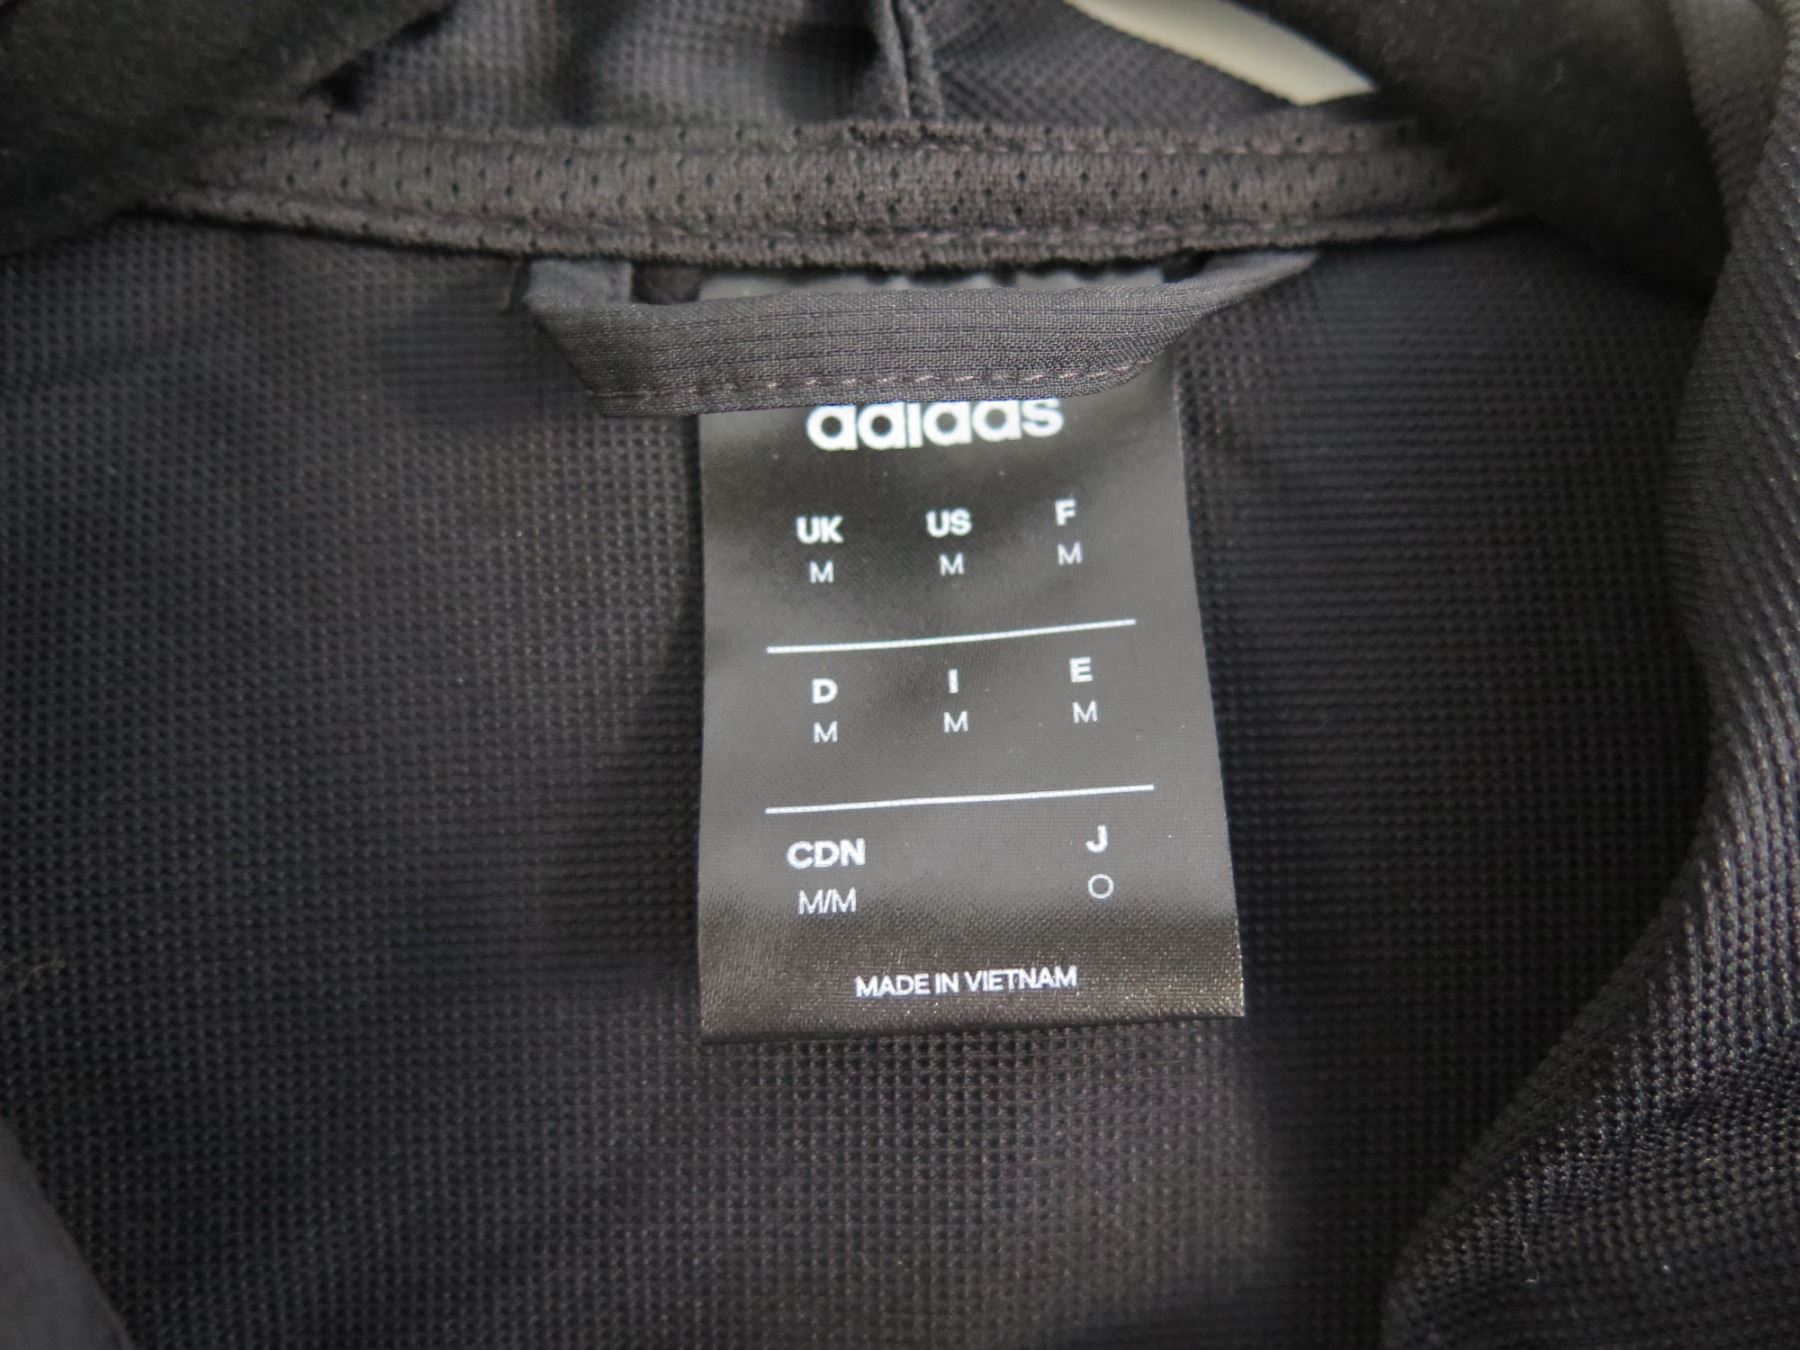 adidas
UK US F
M M M
D I E
M M M
CDN J
M/M O
MADE IN VIETNAM